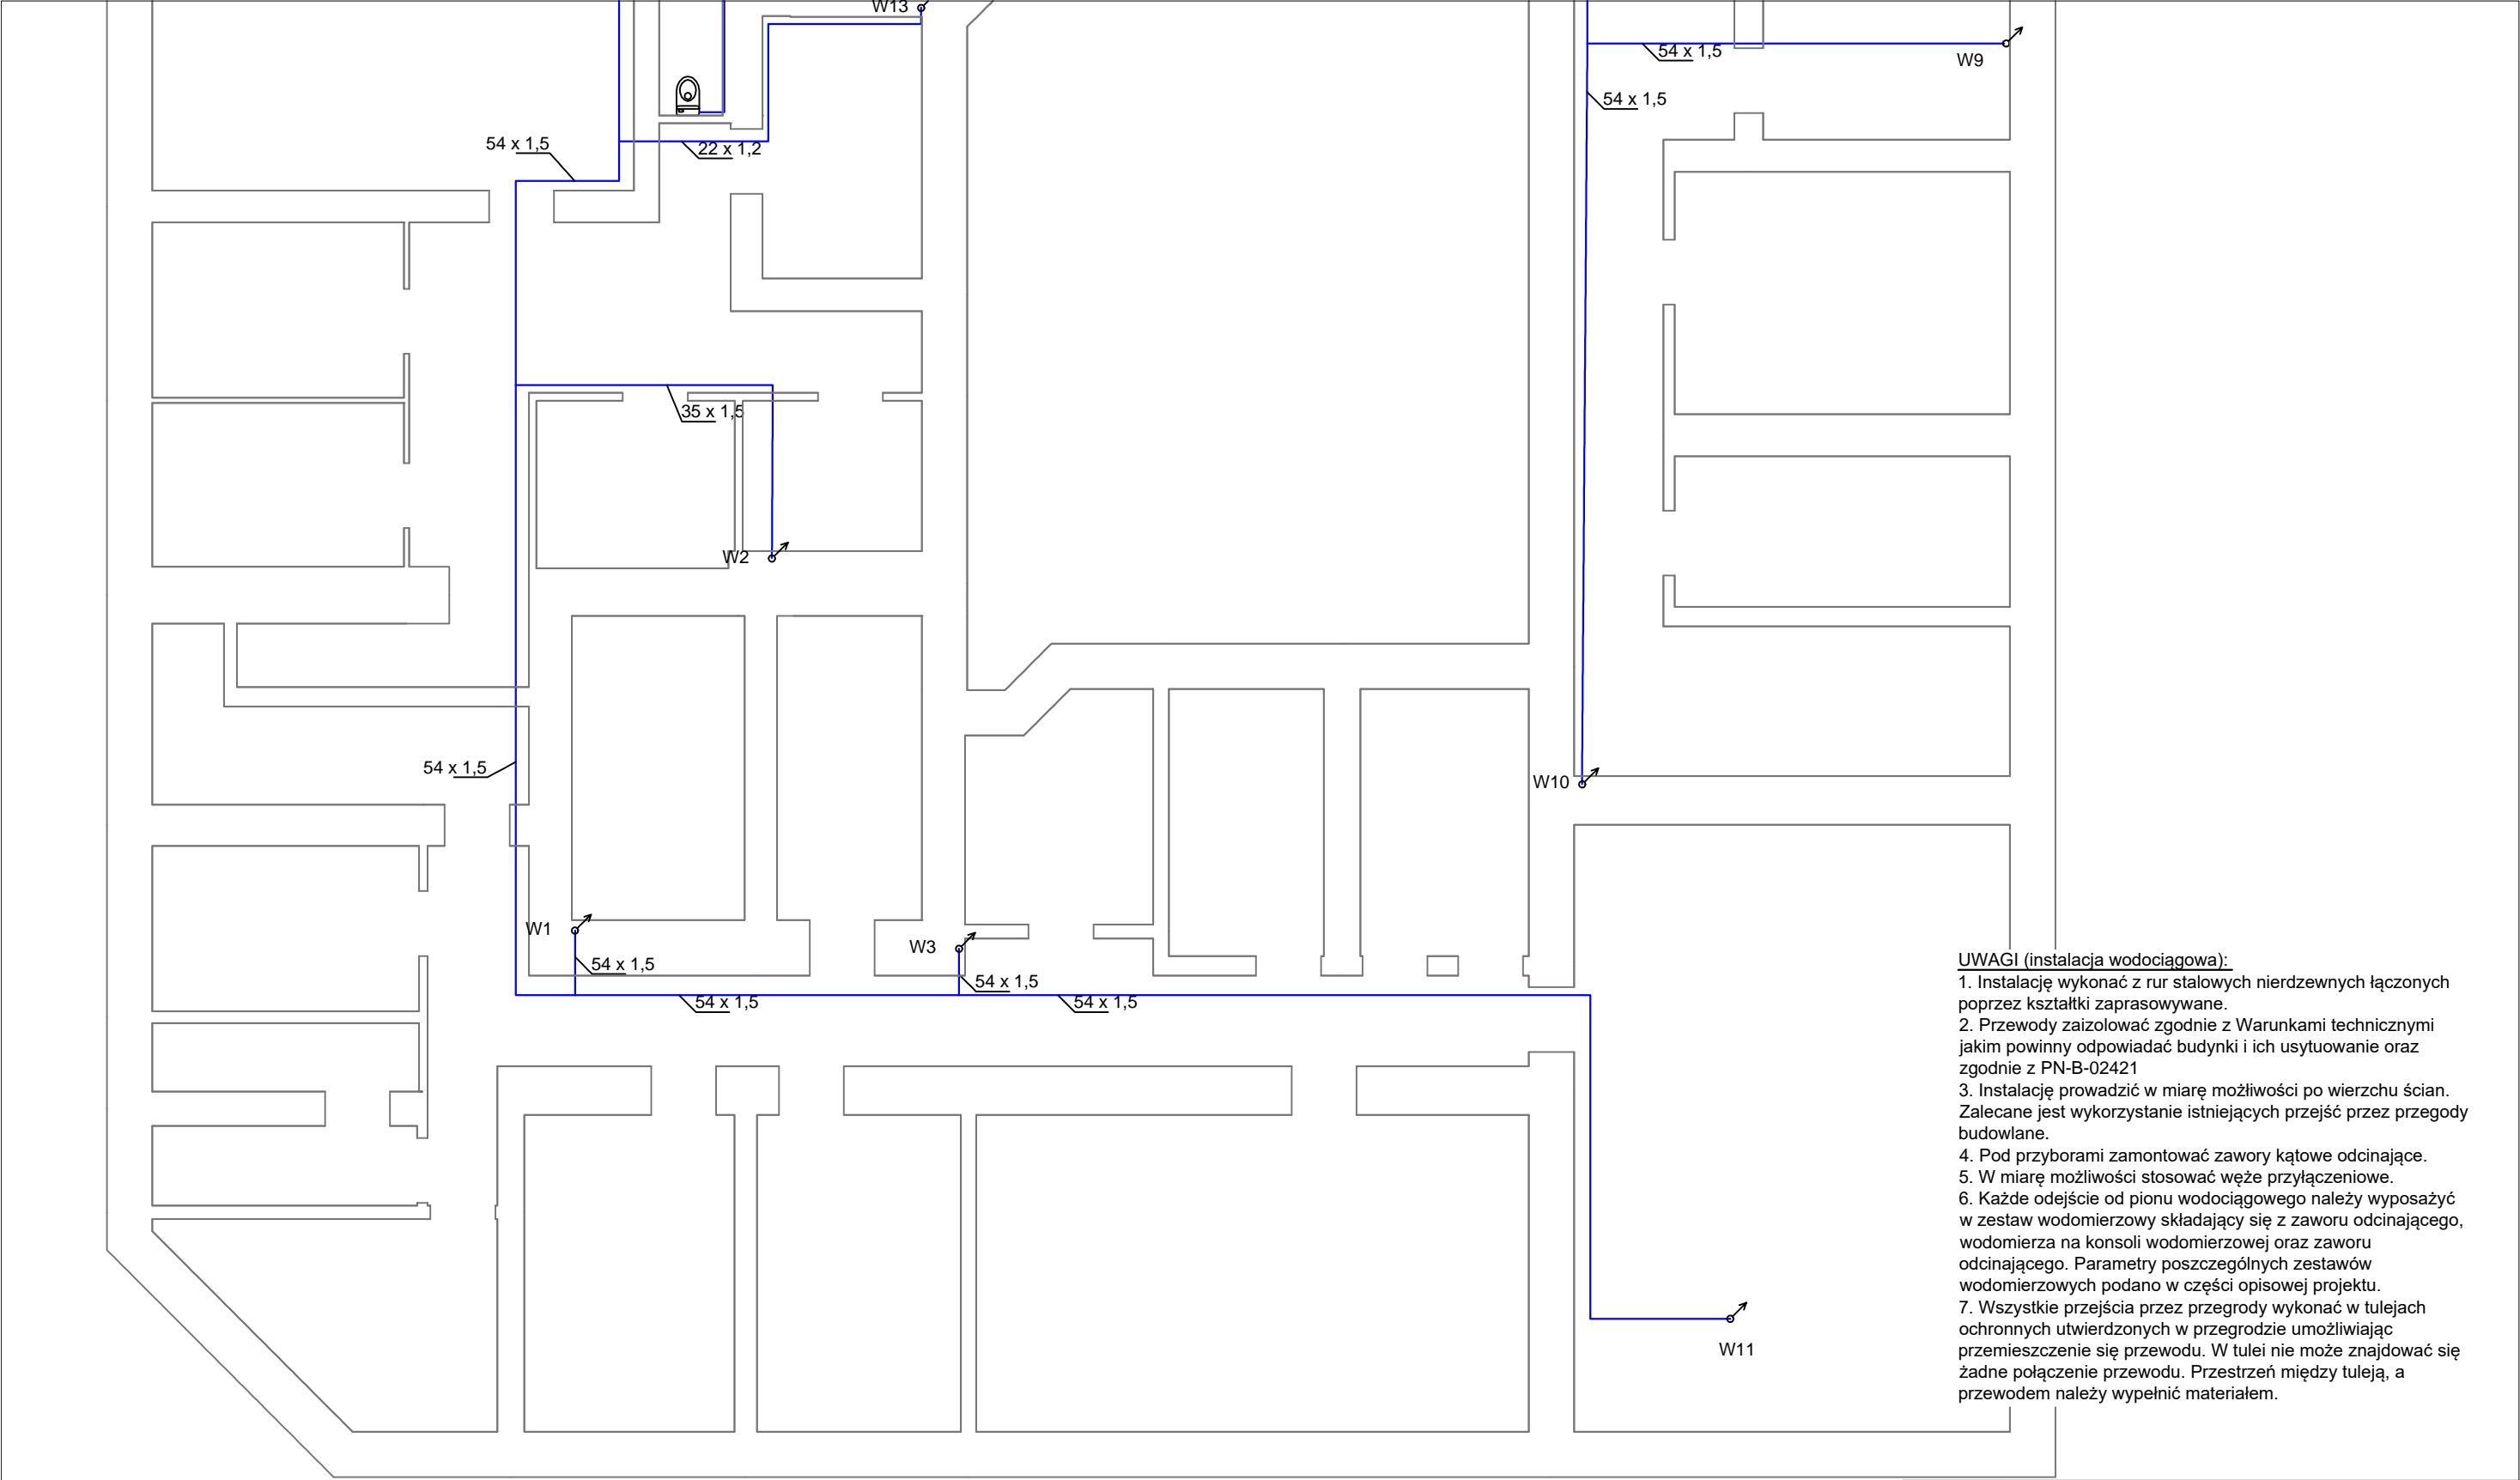 W13
54 x 1,5
W9
54 x 1,5
54 x 1,5
22 x 1,2
35 x 1,5
W2
54 x 1,5
W10
W1
W3
54 x 1,5
54 x 1,5
54 x 1,5
54 x 1,5
W11
UWAGI (instalacja wodociągowa):
1. Instalację wykonać z rur stalowych nierdzewnych łączonych
poprzez kształtki zaprasowywane.
2. Przewody zaizolować zgodnie z Warunkami technicznymi
jakim powinny odpowiadać budynki i ich usytuowanie oraz
zgodnie z PN-B-02421
3. Instalację prowadzić w miarę możliwości po wierzchu ścian.
Zalecane jest wykorzystanie istniejących przejść przez przegody
budowlane.
4. Pod przyborami zamontować zawory kątowe odcinające.
5. W miarę możliwości stosować węże przyłączeniowe.
6. Każde odejście od pionu wodociągowego należy wyposażyć
w zestaw wodomierzowy składający się z zaworu odcinającego,
wodomierza na konsoli wodomierzowej oraz zaworu
odcinającego. Parametry poszczególnych zestawów
wodomierzowych podano w części opisowej projektu.
7. Wszystkie przejścia przez przegrody wykonać w tulejach
ochronnych utwierdzonych w przegrodzie umożliwiając
przemieszczenie się przewodu. W tulei nie może znajdować się
żadne połączenie przewodu. Przestrzeń między tuleją, a
przewodem należy wypełnić materiałem.